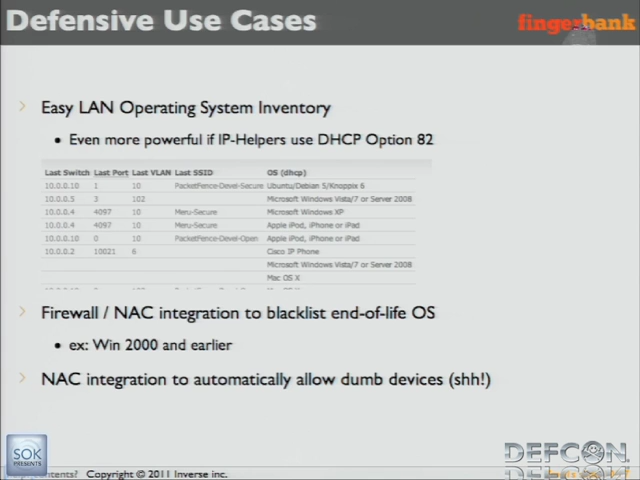 Defensive Use Cases
fingerbank
Easy LAN Operating System Inventory
• Even more powerful if IP-Helpers use DHCP Option 82
Last Switch Last Port Last VLAN Last SSID OS (dhcp)
10.0.0.10 1 10 PacketFence-Devel-Secure Ubuntu/Debian 5/Knoppix 6
10.0.0.5 3 102 Microsoft Windows Vista/7 or Server 2008
10.0.0.4 4097 10 Meru-Secure Microsoft Windows XP
10.0.0.4 4097 10 Meru-Secure Apple iPod, iPhone or iPad
10.0.0.10 0 10 PacketFence-Devel-Open Apple iPod, iPhone or iPad
10.0.0.2 10021 6 Cisco IP Phone
Microsoft Windows Vista/7 or Server 2008
Mac OS X
Firewall / NAC integration to blacklist end-of-life OS
• ex: Win 2000 and earlier
NAC integration to automatically allow dumb devices (shh!)
SOK
PRESENTS
Copyright © 2011 Inverse inc.
DEFCON